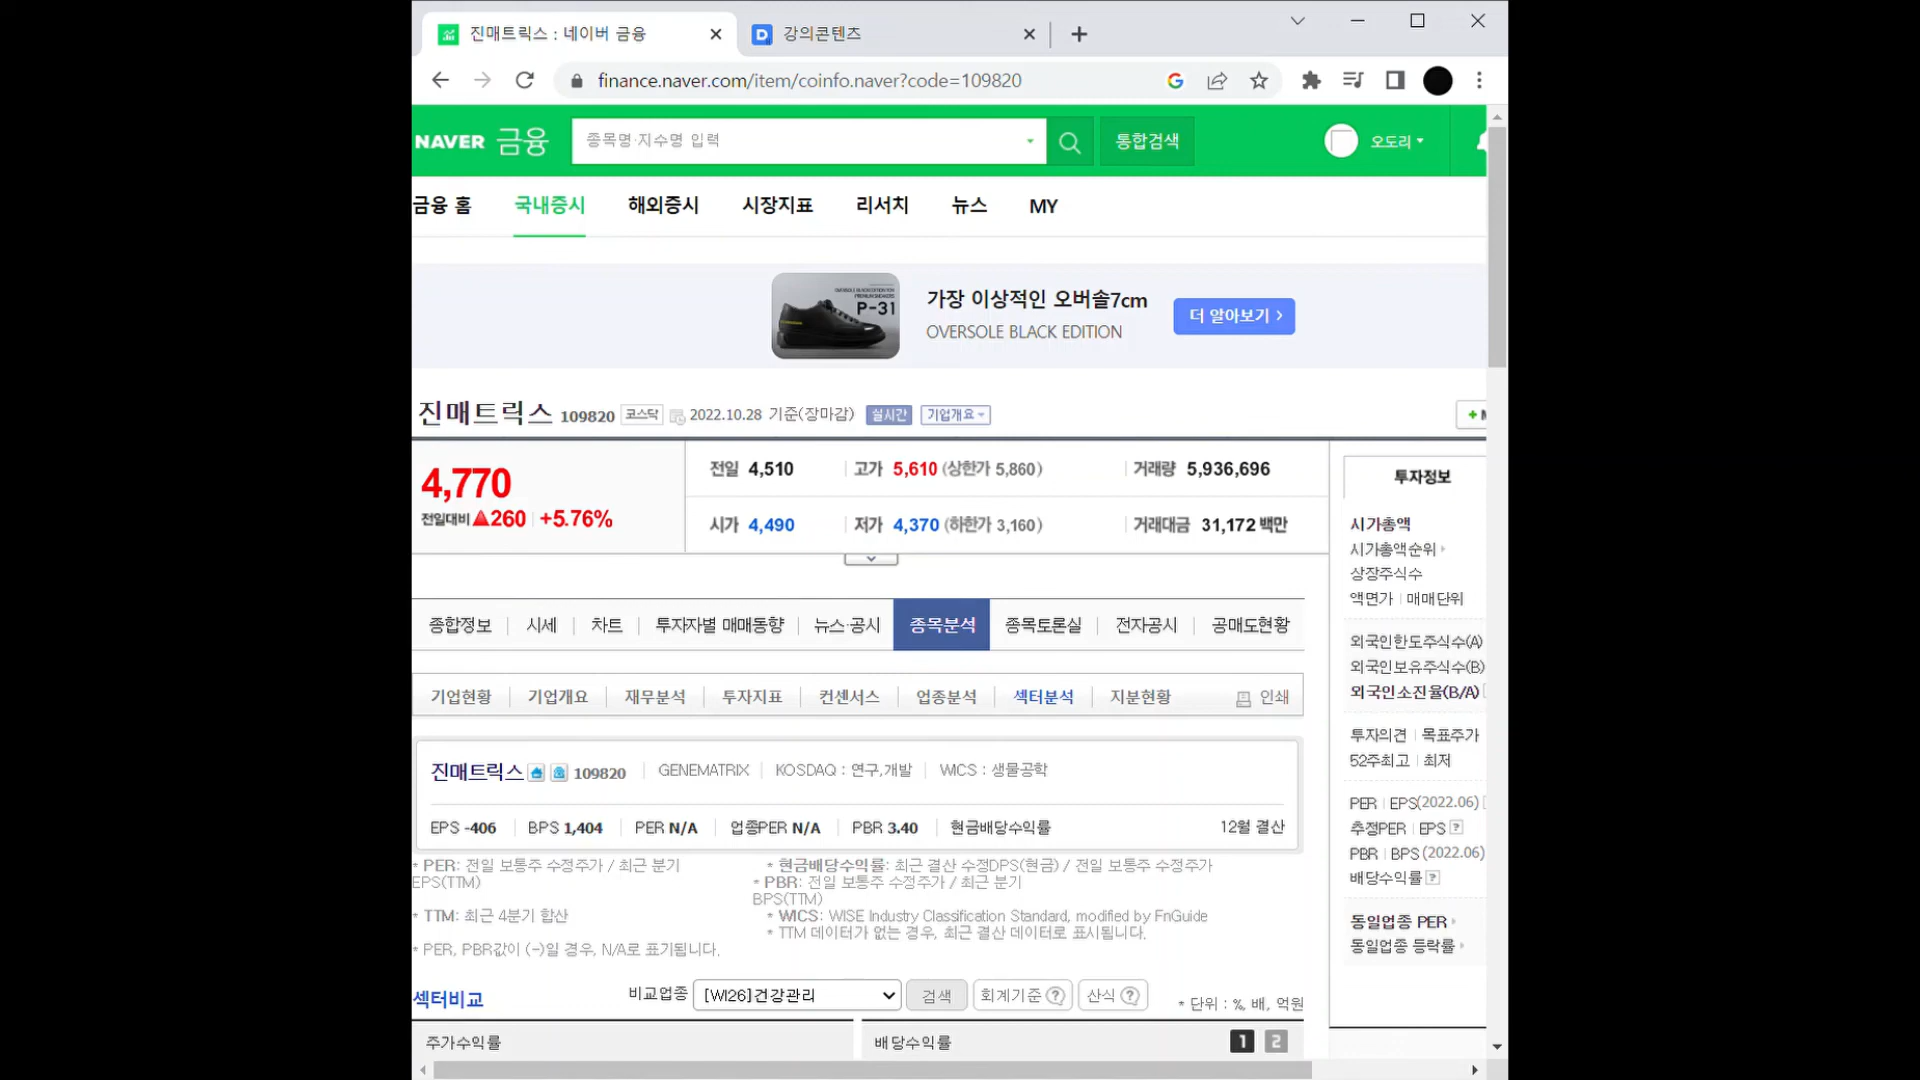 진매트릭스 : 네이버 금융
강의콘텐츠
finance.naver.com/item/coinfo.naver?code=109820
NAVER 금융
종목명·지수명 입력
통합검색
오도리
금융 홈 국내증시 해외증시 시장지표 리서치 뉴스 MY
P-31
가장 이상적인 오버솔7cm
OVERSOLE BLACK EDITION
더 알아보기 >
진매트릭스 109820 코스닥 2022.10.28 기준(장마감) 실시간 기업개요
4,770
전일대비 ▲260 +5.76%
전일 4,510 고가 5,610 (상한가 5,860) 거래량 5,936,696
시가 4,490 저가 4,370 (하한가 3,160) 거래대금 31,172 백만
종합정보 시세 차트 투자자별 매매동향 뉴스·공시 종목분석 종목토론실 전자공시 공매도현황
기업현황 기업개요 재무분석 투자지표 컨센서스 업종분석 섹터분석 지분현황 인쇄
진매트릭스 109820 GENEMATRIX KOSDAQ : 연구,개발 WICS : 생물공학
EPS -406 BPS 1,404 PER N/A 업종PER N/A PBR 3.40 현금배당수익률 12월 결산
* PER: 전일 보통주 수정주가 / 최근 분기
EPS(TTM)
* 현금배당수익률: 최근 결산 수정DPS(현금) / 전일 보통주 수정주가
* PBR: 전일 보통주 수정주가 / 최근 분기
BPS(TTM)
* TTM: 최근 4분기 합산
* WICS: WISE Industry Classification Standard, modified by FnGuide
* TTM 데이터가 없는 경우, 최근 결산 데이터로 표시됩니다.
* PER, PBR값이 (-)일 경우, N/A로 표기됩니다.
섹터비교 비교업종 [WI26]건강관리 검색 회계기준 ? 산식 ? * 단위 : %, 배, 억원
주가수익률 배당수익률 1 2
투자정보
시가총액
시가총액순위
상장주식수
액면가 매매단위
외국인한도주식수(A)
외국인보유주식수(B)
외국인소진율(B/A)
투자의견 목표주가
52주최고 최저
PER EPS(2022.06)
추정PER EPS ?
PBR BPS (2022.06)
배당수익률 ?
동일업종 PER
동일업종 등락률